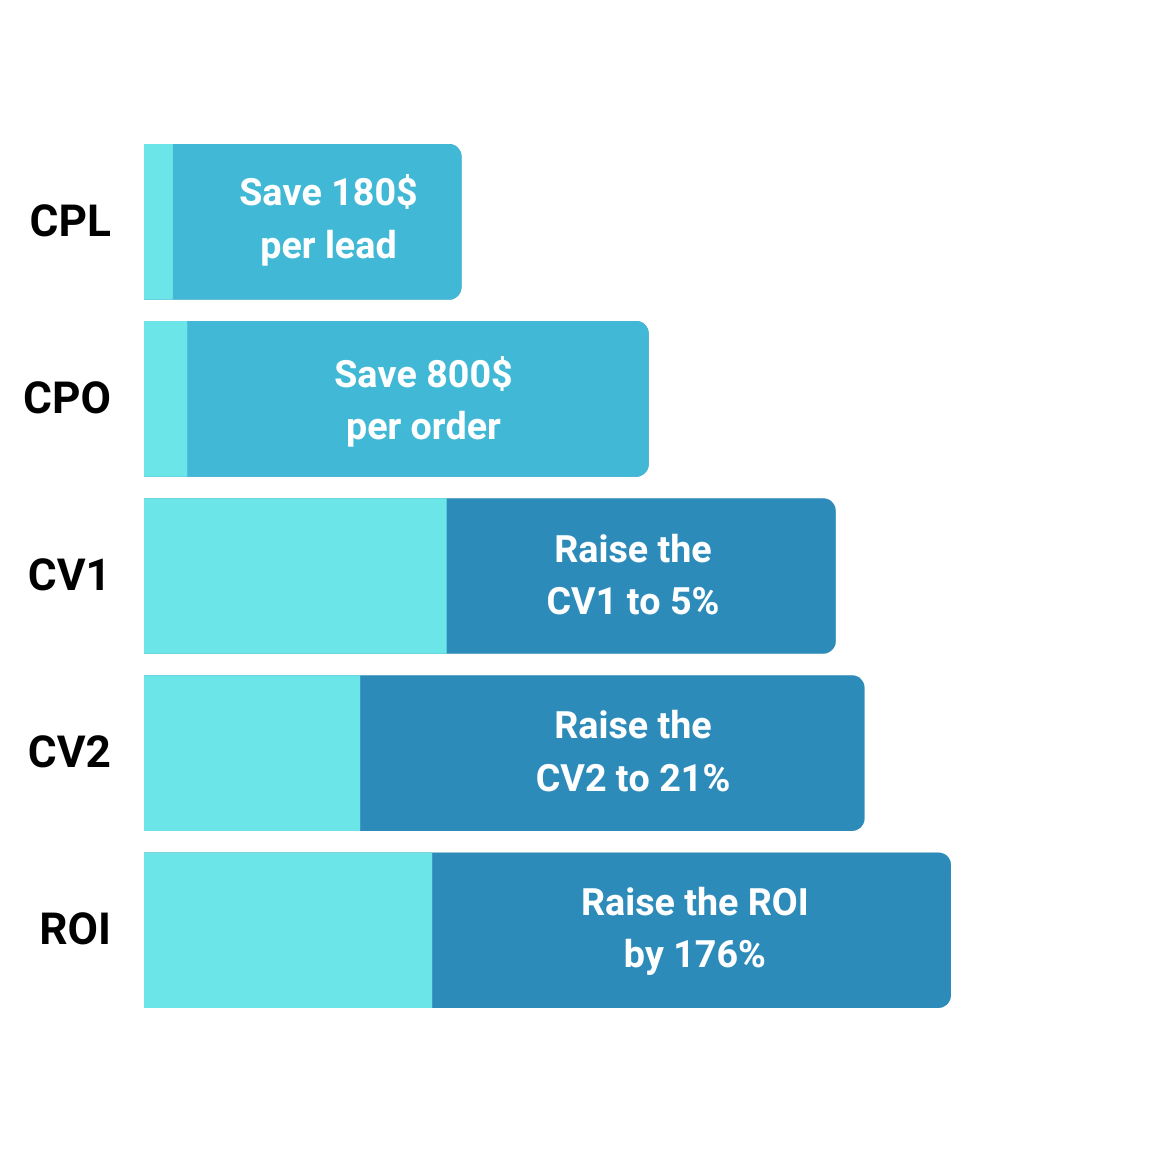 CPL
Save 180$
per lead
CPO
Save 800$
per order
CV1
Raise the
CV1 to 5%
CV2
Raise the
CV2 to 21%
ROI
Raise the ROI
by 176%